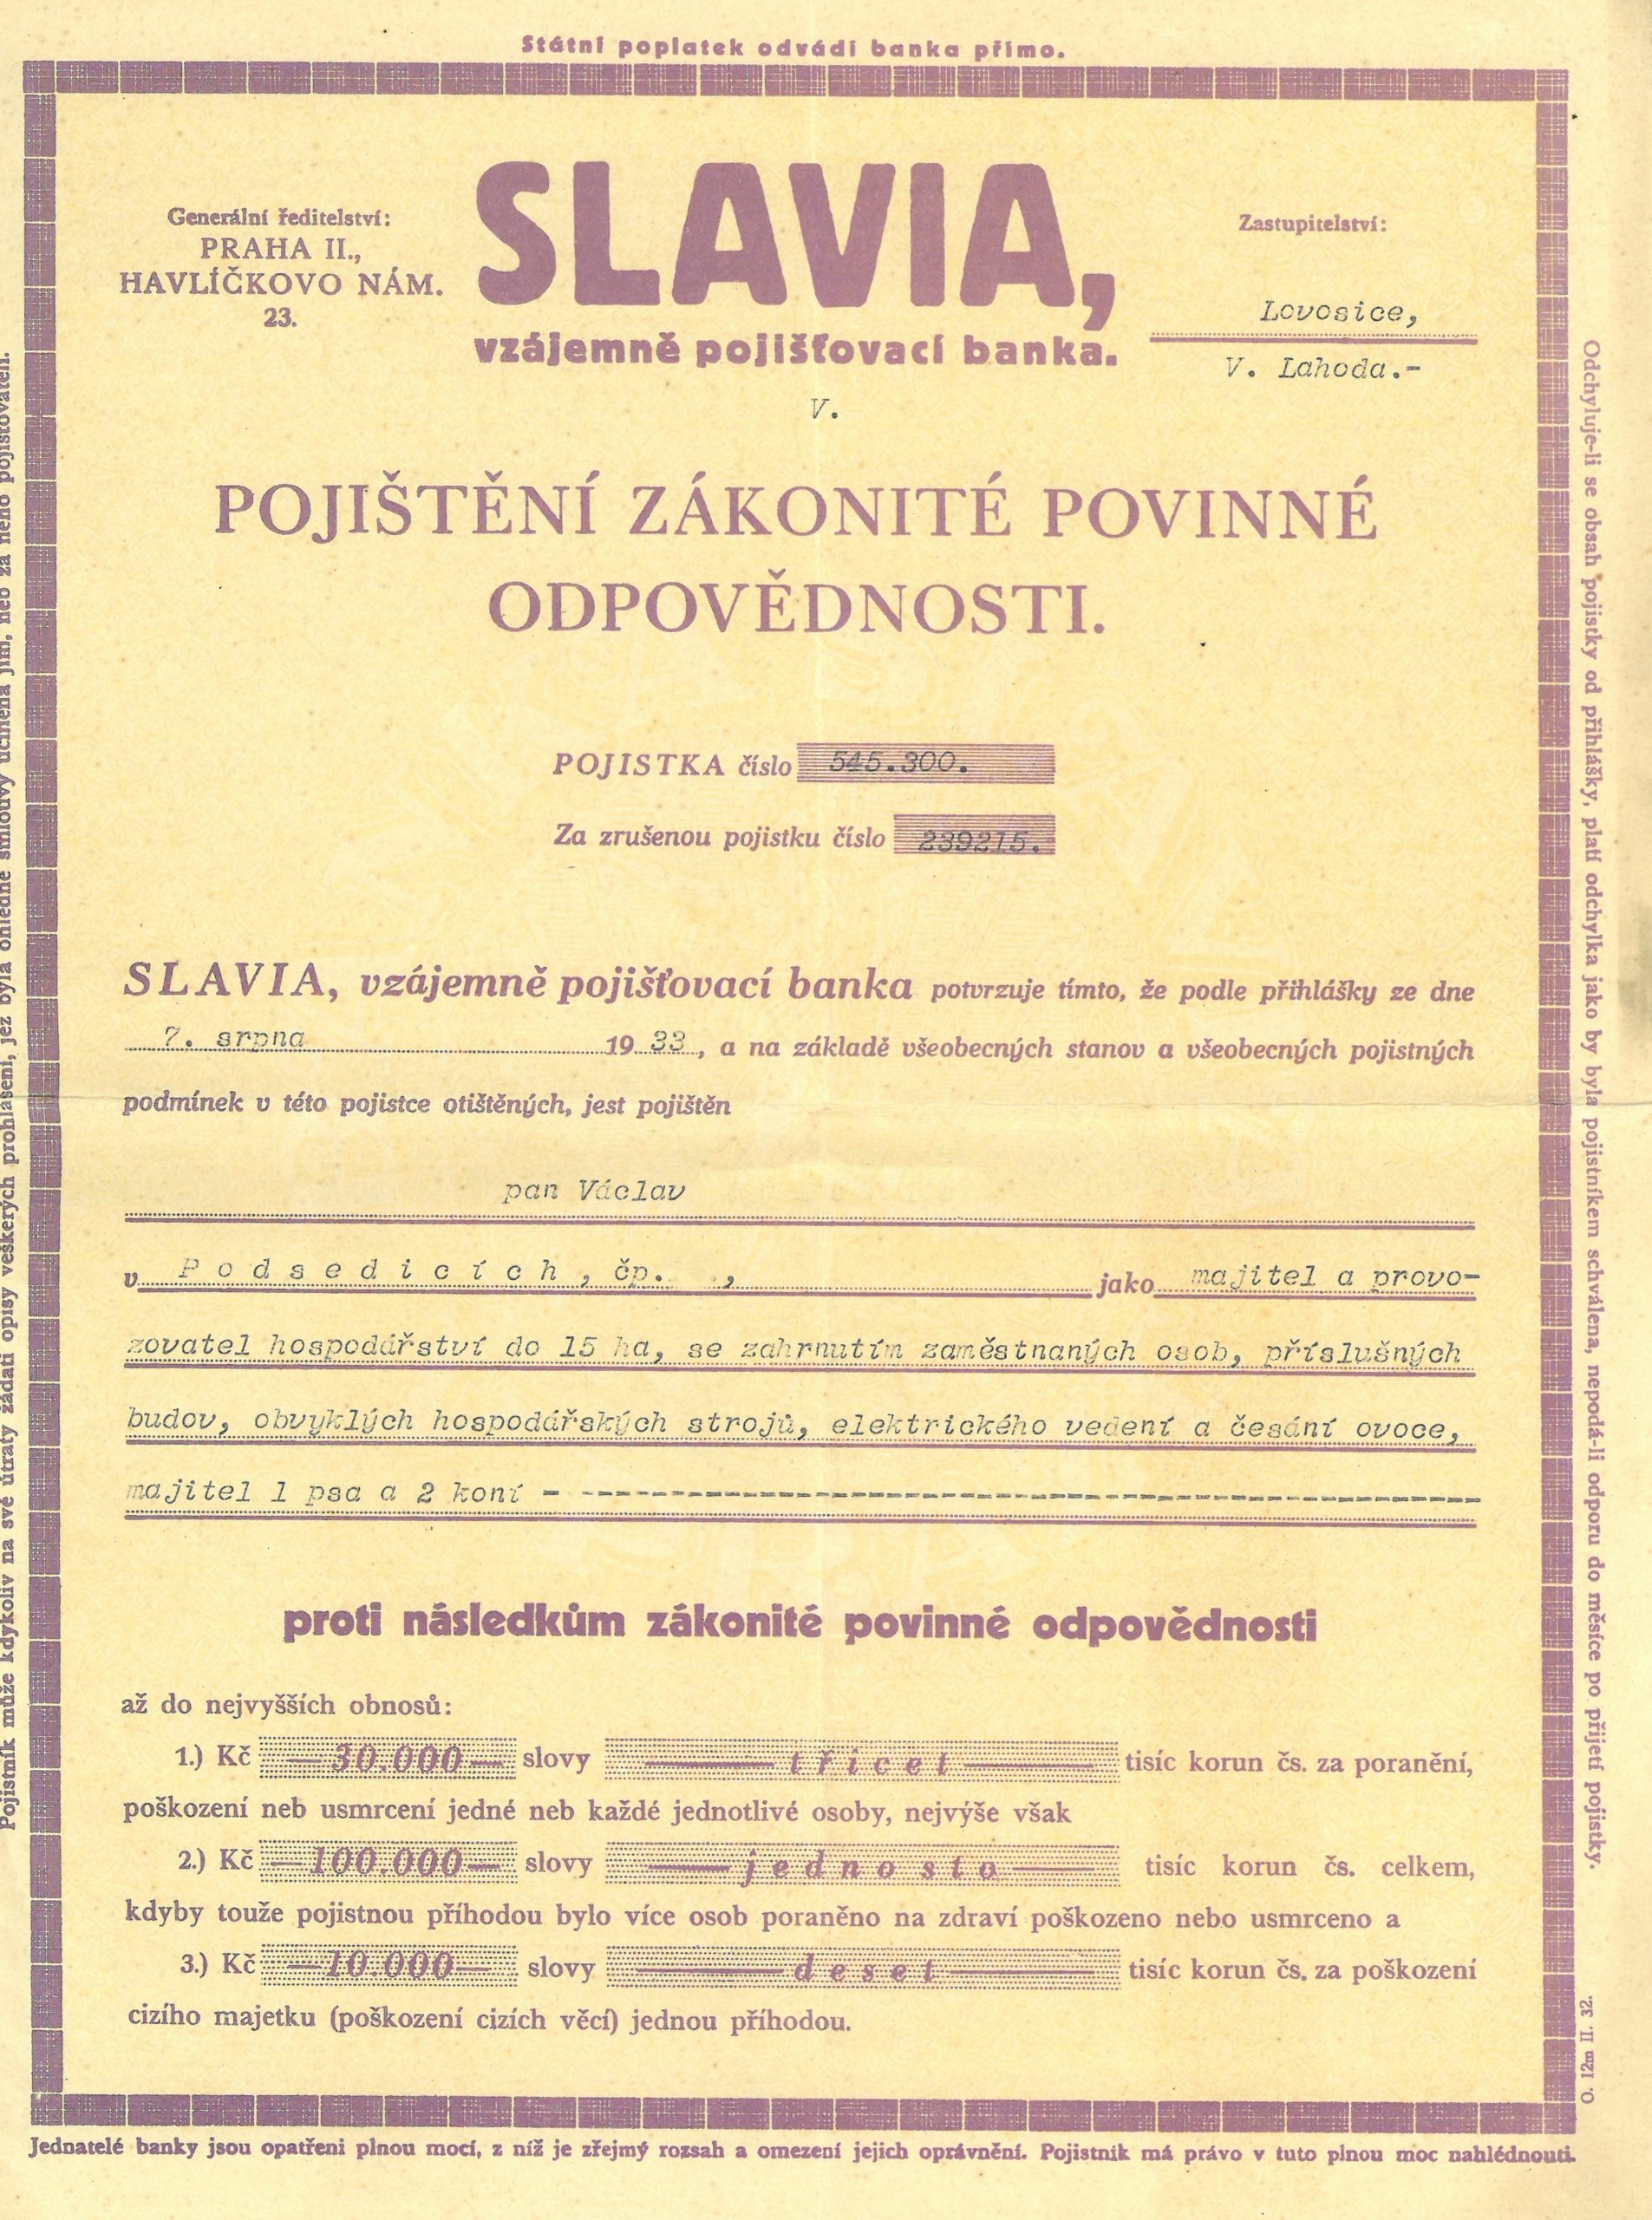 Státní poplatek odvádí banka přímo.
Generální ředitelství:
PRAHA II.,
HAVLÍČKOVO NÁM.
23.
SLAVIA,
vzájemně pojišťovací banka.
Zastupitelství:
Lovosice,
V. Lahoda.-
V.
POJIŠTĚNÍ ZÁKONITÉ POVINNÉ
ODPOVĚDNOSTI.
POJISTKA číslo 545.300.
Za zrušenou pojistku číslo 239215.
SLAVIA, vzájemně pojišťovací banka potvrzuje tímto, že podle přihlášky ze dne
7. srpna 19 33, a na základě všeobecných stanov a všeobecných pojistných
podmínek v této pojistce otištěných, jest pojištěn
pan Václav
v Podsedicích, čp. , jako majitel a provo-
zovatel hospodářství do 15 ha, se zahrnutím zaměstnaných osob, příslušných
budov, obvyklých hospodářských strojů, elektrického vedení a česání ovoce,
majitel 1 psa a 2 koní -
proti následkům zákonité povinné odpovědnosti
až do nejvyšších obnosů:
1.) Kč —30.000— slovy — třicet — tisíc korun čs. za poranění,
poškození neb usmrcení jedné neb každé jednotlivé osoby, nejvýše však
2.) Kč —100.000— slovy — jedno sto — tisíc korun čs. celkem,
kdyby touže pojistnou příhodou bylo více osob poraněno na zdraví poškozeno nebo usmrceno a
3.) Kč —10.000— slovy — deset — tisíc korun čs. za poškození
cizího majetku (poškození cizích věcí) jednou příhodou.
Jednatelé banky jsou opatřeni plnou mocí, z níž je zřejmý rozsah a omezení jejich oprávnění. Pojistník má právo v tuto plnou moc nahlédnouti.
Pojistník může kdykoliv na své útraty žádati opisy veškerých prohlášení, jež byla ohledně smlouvy učiněna jím, neb za něho pojistovateli.
Odchyluje-li se obsah pojistky od přihlášky, platí odchylka jako by byla pojistníkem schválena, nepodá-li odporu do měsíce po přijetí pojistky.
O. 12m II. 32.